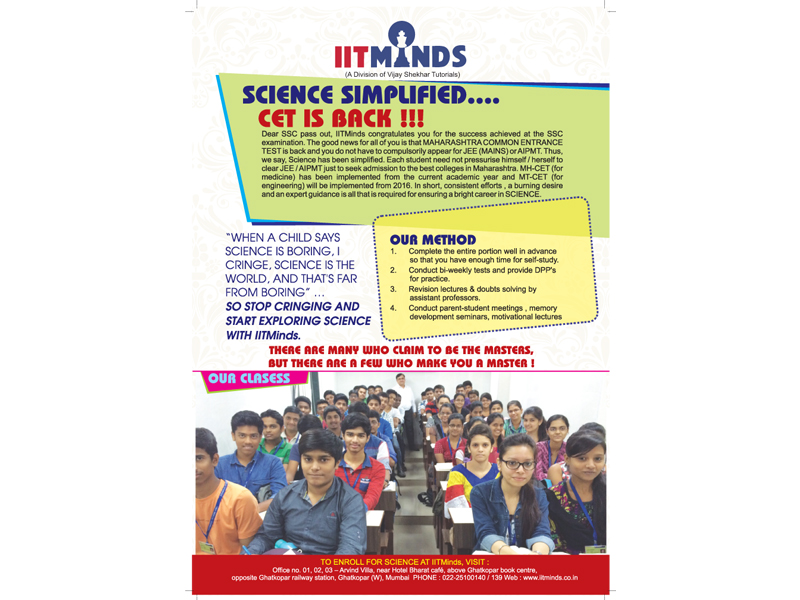 IITMINDS
(A Division of Vijay Shekhar Tutorials)
SCIENCE SIMPLIFIED....
CET IS BACK !!!
Dear SSC pass out, IITMinds congratulates you for the success achieved at the SSC
examination. The good news for all of you is that MAHARASHTRA COMMON ENTRANCE
TEST is back and you do not have to compulsorily appear for JEE (MAINS) or AIPMT. Thus,
we say, Science has been simplified. Each student need not pressurise himself / herself to
clear JEE / AIPMT just to seek admission to the best colleges in Maharashtra. MH-CET (for
medicine) has been implemented from the current academic year and MT-CET (for
engineering) will be implemented from 2016. In short, consistent efforts , a burning desire
and an expert guidance is all that is required for ensuring a bright career in SCIENCE.
“WHEN A CHILD SAYS
SCIENCE IS BORING, I
CRINGE, SCIENCE IS THE
WORLD, AND THAT'S FAR
FROM BORING” ...
SO STOP CRINGING AND
START EXPLORING SCIENCE
WITH IITMinds.
OUR METHOD
1. Complete the entire portion well in advance
so that you have enough time for self-study.
2. Conduct bi-weekly tests and provide DPP's
for practice.
3. Revision lectures & doubts solving by
assistant professors.
4. Conduct parent-student meetings , memory
development seminars, motivational lectures
THERE ARE MANY WHO CLAIM TO BE THE MASTERS,
BUT THERE ARE A FEW WHO MAKE YOU A MASTER !
OUR CLASESS
TO ENROLL FOR SCIENCE AT IITMinds, VISIT :
Office no. 01, 02, 03 – Arvind Villa, near Hotel Bharat café, above Ghatkopar book centre,
opposite Ghatkopar railway station, Ghatkopar (W), Mumbai PHONE : 022-25100140 / 139 Web : www.iitminds.co.in